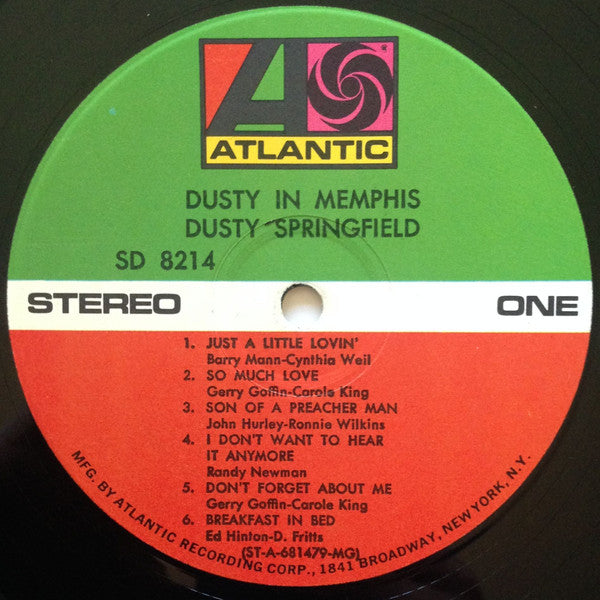 ATLANTIC
®
DUSTY IN MEMPHIS
DUSTY SPRINGFIELD
SD 8214
STEREO ONE
1. JUST A LITTLE LOVIN'
Barry Mann-Cynthia Weil
2. SO MUCH LOVE
Gerry Goffin-Carole King
3. SON OF A PREACHER MAN
John Hurley-Ronnie Wilkins
4. I DON'T WANT TO HEAR
IT ANYMORE
Randy Newman
5. DON'T FORGET ABOUT ME
Gerry Goffin-Carole King
6. BREAKFAST IN BED
Ed Hinton-D. Fritts
(ST-A-681479-MG)
MFG. BY ATLANTIC RECORDING CORP., 1841 BROADWAY, NEW YORK, N.Y.